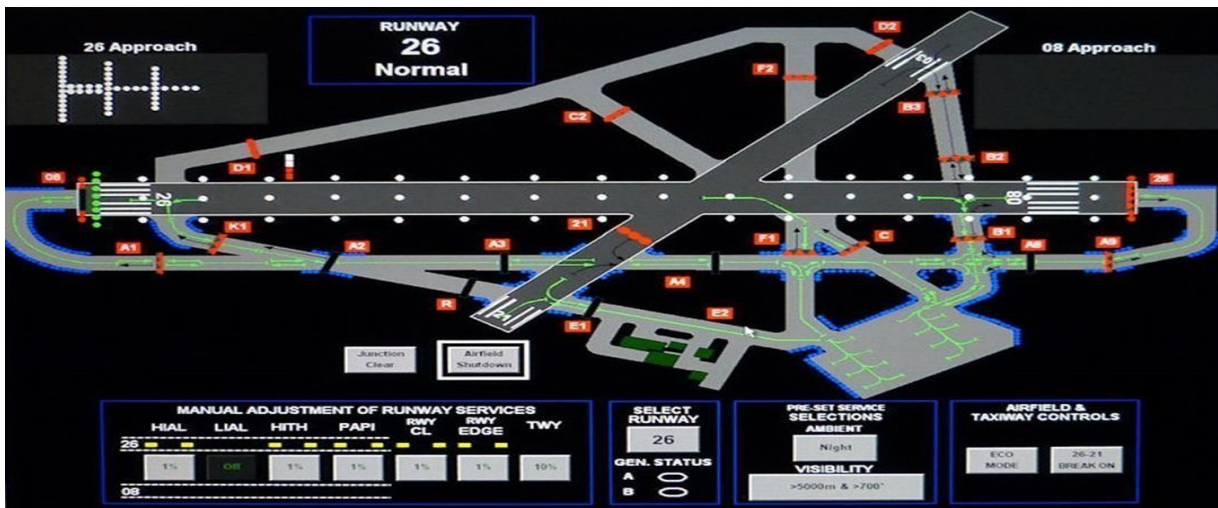 26 Approach
RUNWAY
26
Normal
D2
08 Approach
03
F2
B3
C2
D1
B2
08
26
08
26
K1
A1
A2
A3
21
F1
C
B1
A8
A9
A4
R
21
E1
E2
Junction
Clear
Airfield
Shutdown
MANUAL ADJUSTMENT OF RUNWAY SERVICES
HIAL LIAL HITH PAPI RWY CL RWY EDGE TWY
26
1% 1% 1% 1% 1% 10%
08
SELECT
RUNWAY
26
GEN. STATUS
A
B
PRE-SET SERVICE
SELECTIONS
AMBIENT
Night
VISIBILITY
>5000m & >700'
AIRFIELD &
TAXIWAY CONTROLS
ECO
MODE
26-21
BREAK ON